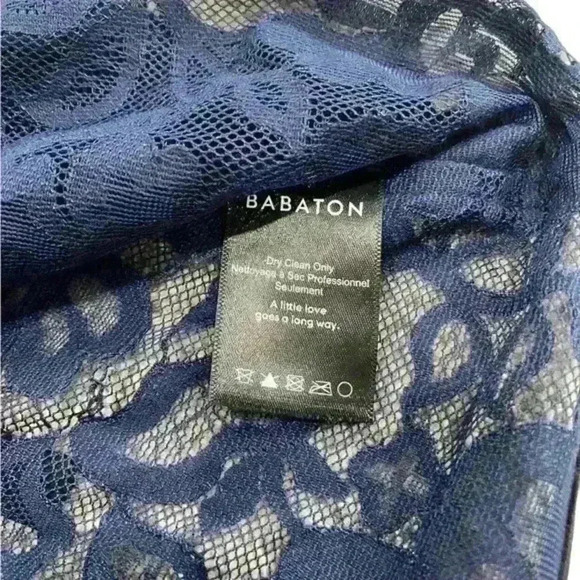 BABATON
Dry Clean Only
Nettoyage à Sec Professionnel
Seulement
A little love
goes a long way.